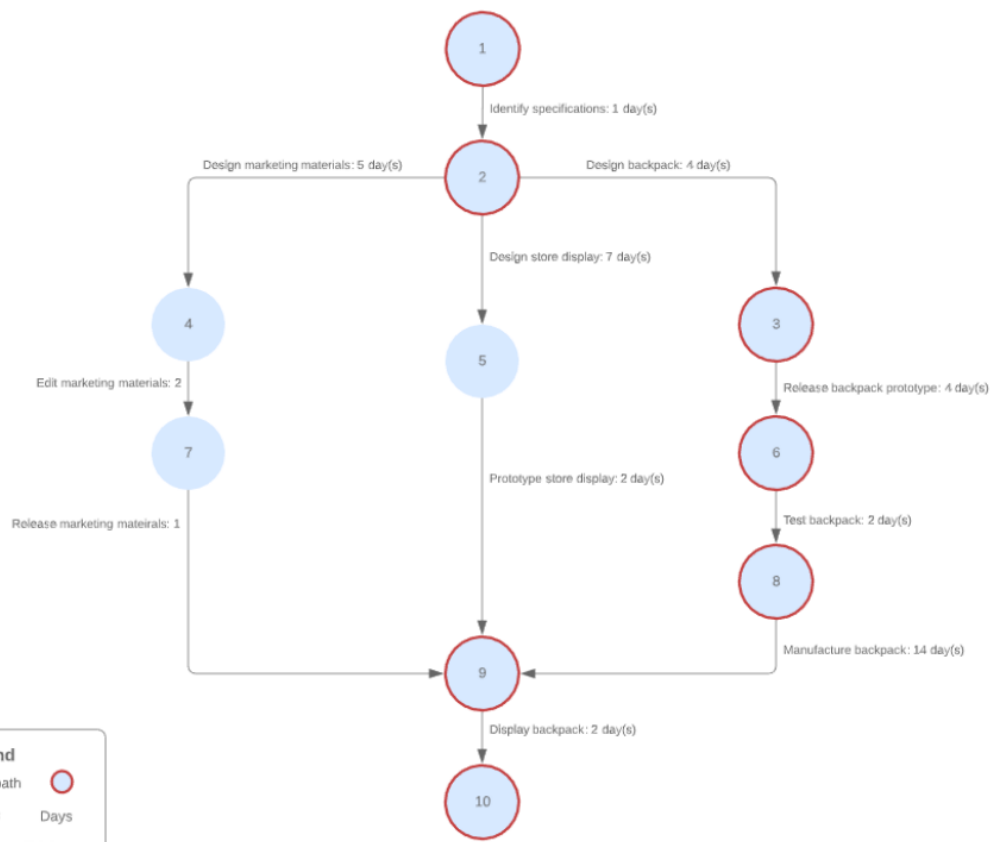 1
Identify specifications: 1 day(s)
Design marketing materials: 5 day(s)
2
Design backpack: 4 day(s)
Design store display: 7 day(s)
4
3
5
Edit marketing materials: 2
Release backpack prototype: 4 day(s)
7
6
Prototype store display: 2 day(s)
Release marketing mateirals: 1
Test backpack: 2 day(s)
8
Manufacture backpack: 14 day(s)
9
Display backpack: 2 day(s)
nd
ath
10
Days